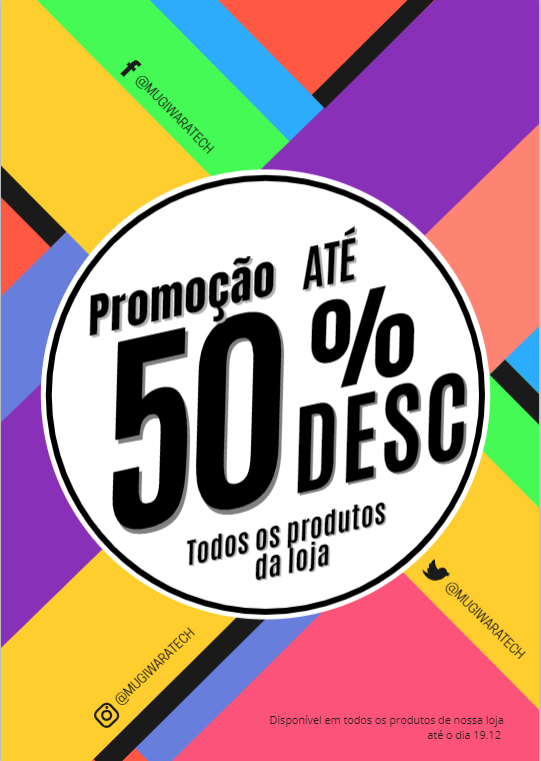 @MUGIWARATECH
Promoção ATÉ
50% DESC
Todos os produtos
da loja
@MUGIWARATECH
@MUGIWARATECH
Disponível em todos os produtos de nossa loja
até o dia 19.12